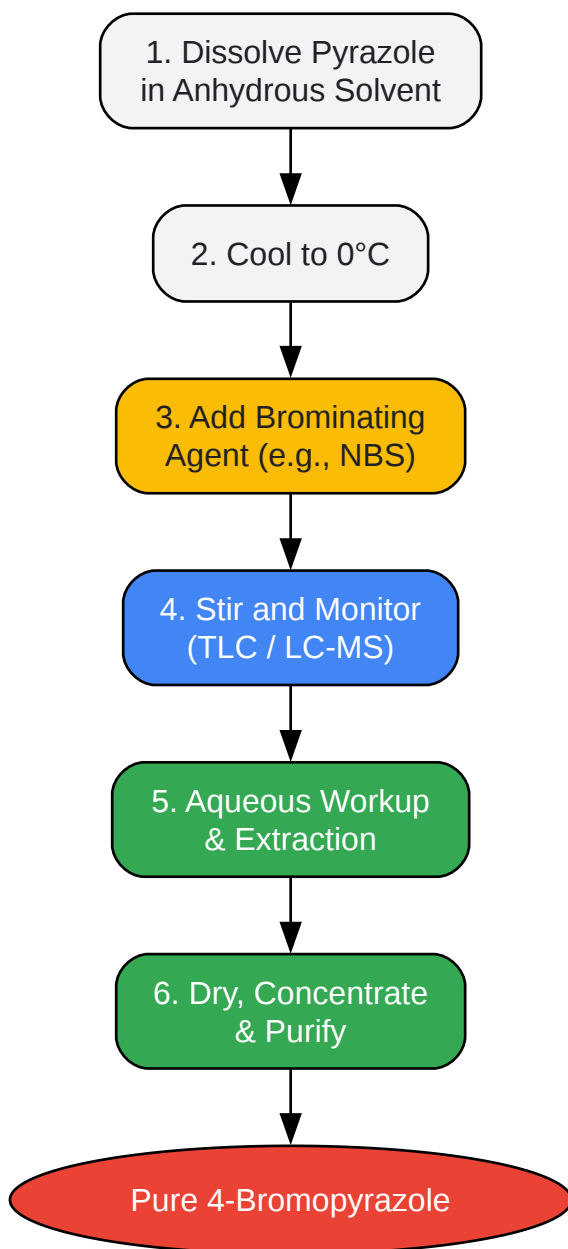 1. Dissolve Pyrazole
in Anhydrous Solvent
2. Cool to 0°C
3. Add Brominating
Agent (e.g., NBS)
4. Stir and Monitor
(TLC / LC-MS)
5. Aqueous Workup
& Extraction
6. Dry, Concentrate
& Purify
Pure 4-Bromopyrazole